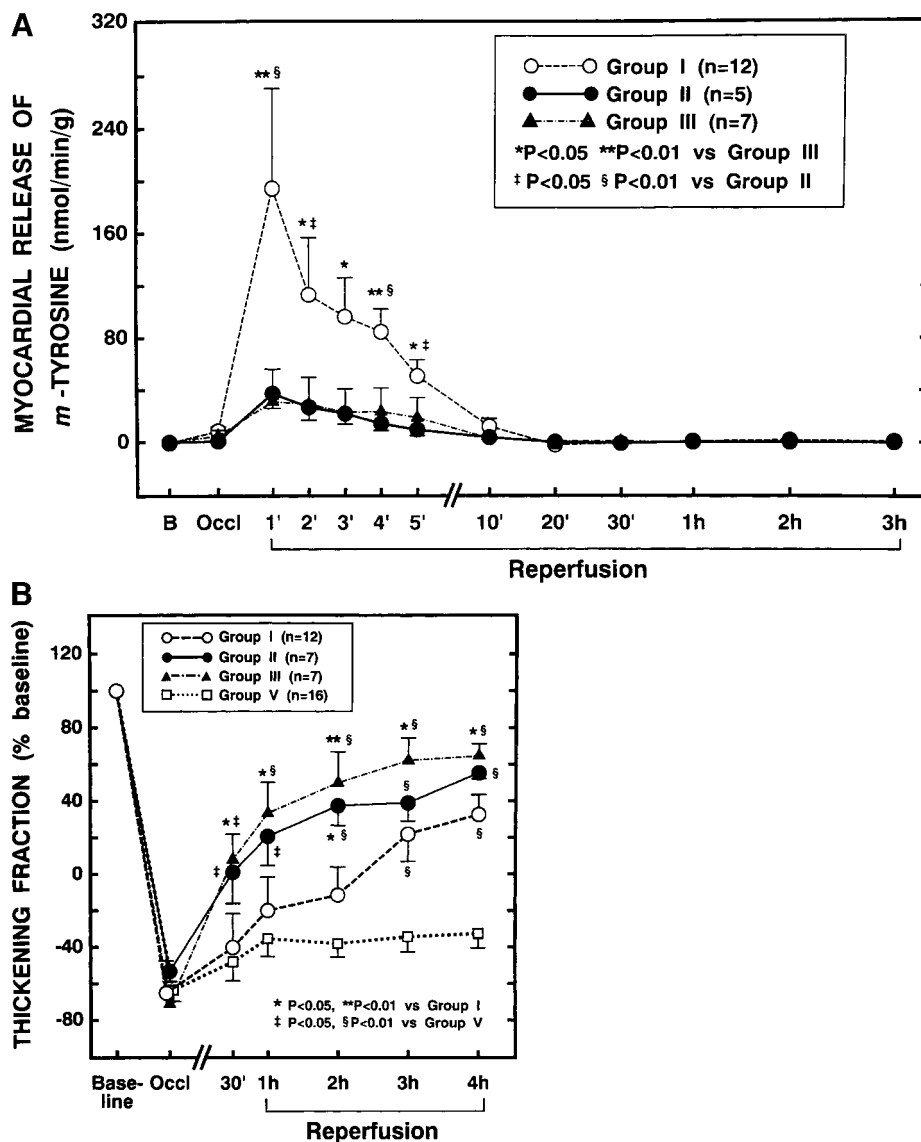 A
MYOCARDIAL RELEASE OF
m-TYROSINE (nmol/min/g)
320
240
160
80
0
Group I (n=12)
Group II (n=5)
Group III (n=7)
*P<0.05 **P<0.01 vs Group III
‡P<0.05 §P<0.01 vs Group II
**§
*‡
*
**§
*‡
B Occl 1' 2' 3' 4' 5' 10' 20' 30' 1h 2h 3h
Reperfusion
B
THICKENING FRACTION (% baseline)
120
80
40
0
-40
-80
Group I (n=12)
Group II (n=7)
Group III (n=7)
Group V (n=16)
*‡
*§
**§
*§
*§
‡
‡
*§
§
§
§
§
* P<0.05, **P<0.01 vs Group I
‡ P<0.05, §P<0.01 vs Group V
Base-
line
Occl 30' 1h 2h 3h 4h
Reperfusion